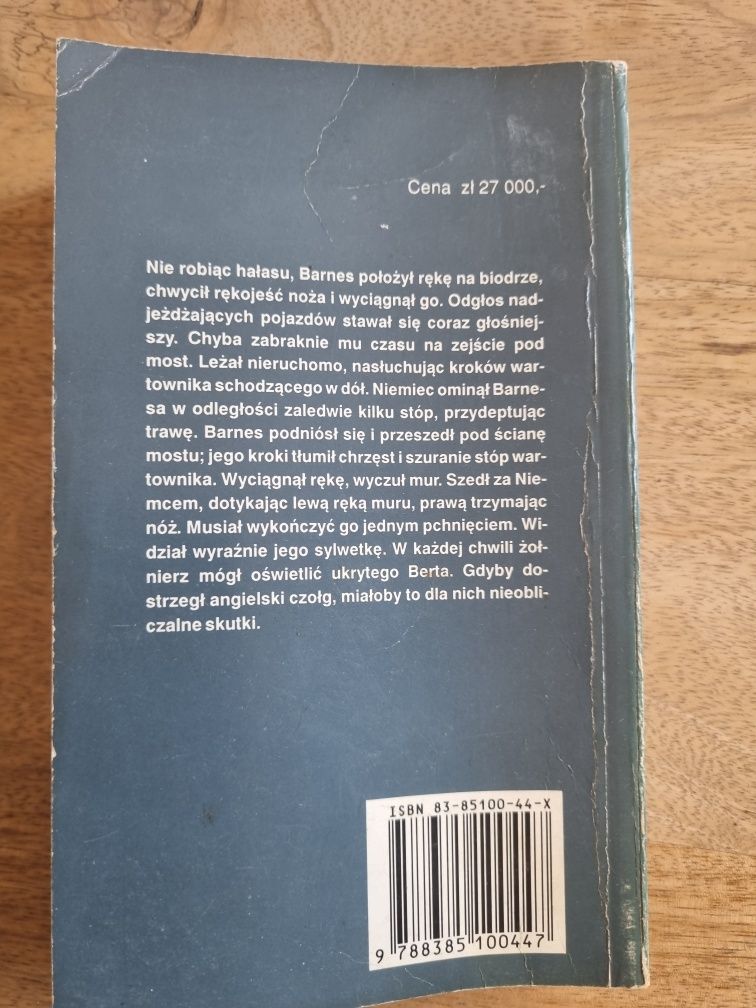 Cena zł 27 000,-
Nie robiąc hałasu, Barnes położył rękę na biodrze,
chwycił rękojeść noża i wyciągnął go. Odgłos nad-
jeżdżających pojazdów stawał się coraz głośniej-
szy. Chyba zabraknie mu czasu na zejście pod
most. Leżał nieruchomo, nasłuchując kroków war-
townika schodzącego w dół. Niemiec ominął Barne-
sa w odległości zaledwie kilku stóp, przydeptując
trawę. Barnes podniósł się i przeszedł pod ścianę
mostu; jego kroki tłumił chrzęst i szuranie stóp war-
townika. Wyciągnął rękę, wyczuł mur. Szedł za Nie-
mcem, dotykając lewą ręką muru, prawą trzymając
nóż. Musiał wykończyć go jednym pchnięciem. Wi-
dział wyraźnie jego sylwetkę. W każdej chwili żoł-
nierz mógł oświetlić ukrytego Berta. Gdyby do-
strzegł angielski czołg, miałoby to dla nich nieobli-
czalne skutki.
ISBN 83-85100-44-X
9 788385 100447